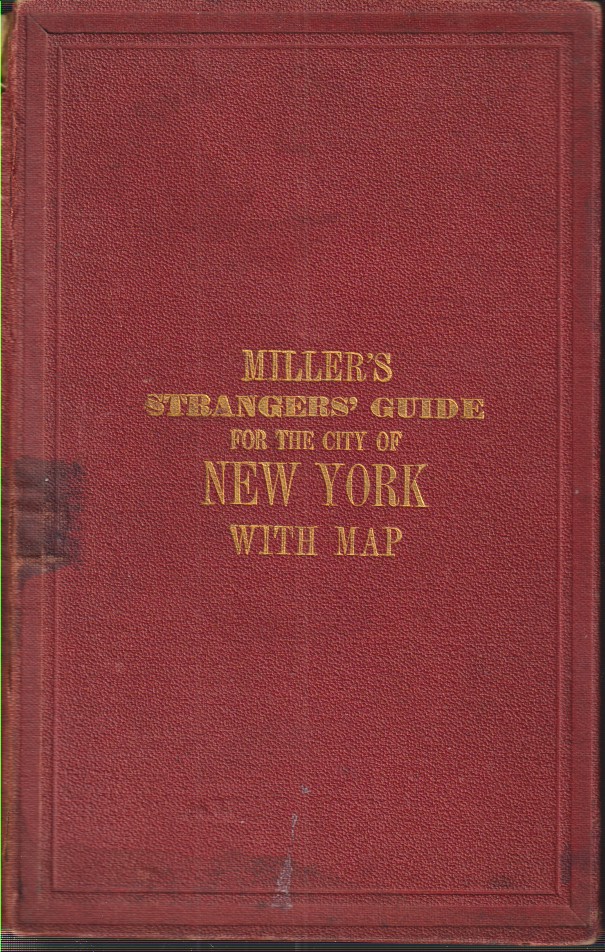 MILLER'S
STRANGERS' GUIDE
FOR THE CITY OF
NEW YORK
WITH MAP